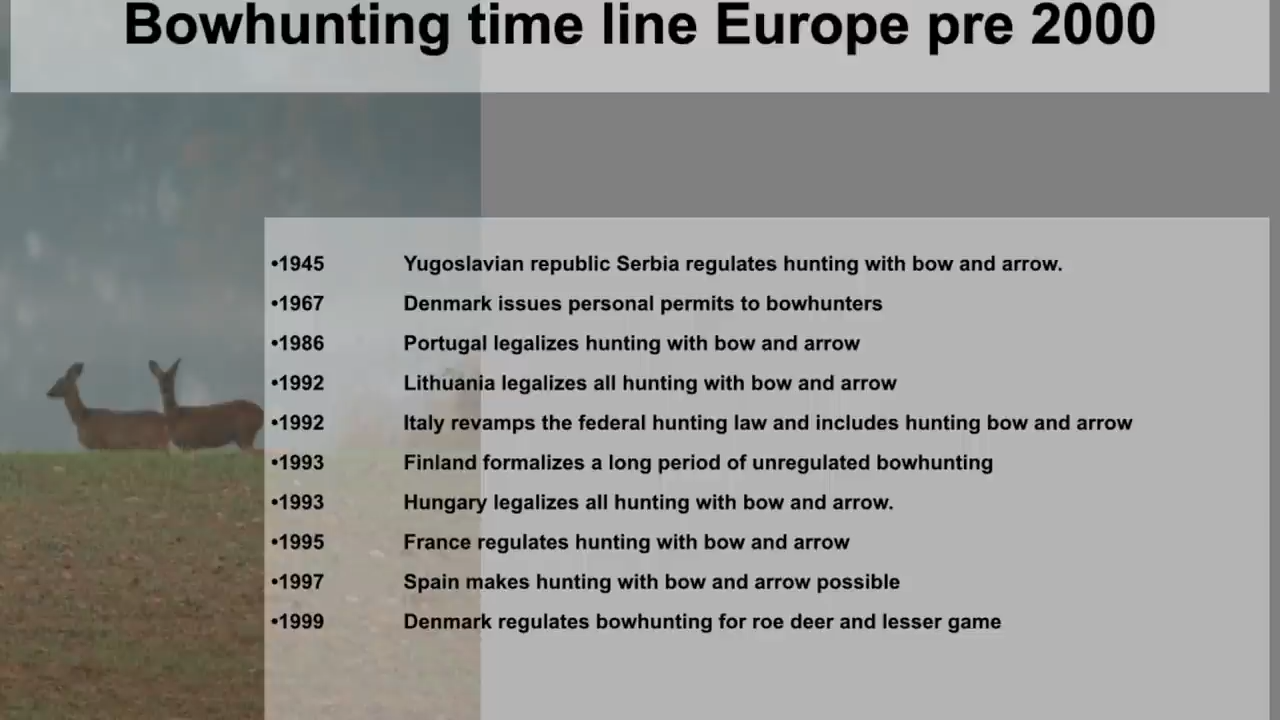 Bowhunting time line Europe pre 2000
•1945 Yugoslavian republic Serbia regulates hunting with bow and arrow.
•1967 Denmark issues personal permits to bowhunters
•1986 Portugal legalizes hunting with bow and arrow
•1992 Lithuania legalizes all hunting with bow and arrow
•1992 Italy revamps the federal hunting law and includes hunting bow and arrow
•1993 Finland formalizes a long period of unregulated bowhunting
•1993 Hungary legalizes all hunting with bow and arrow.
•1995 France regulates hunting with bow and arrow
•1997 Spain makes hunting with bow and arrow possible
•1999 Denmark regulates bowhunting for roe deer and lesser game